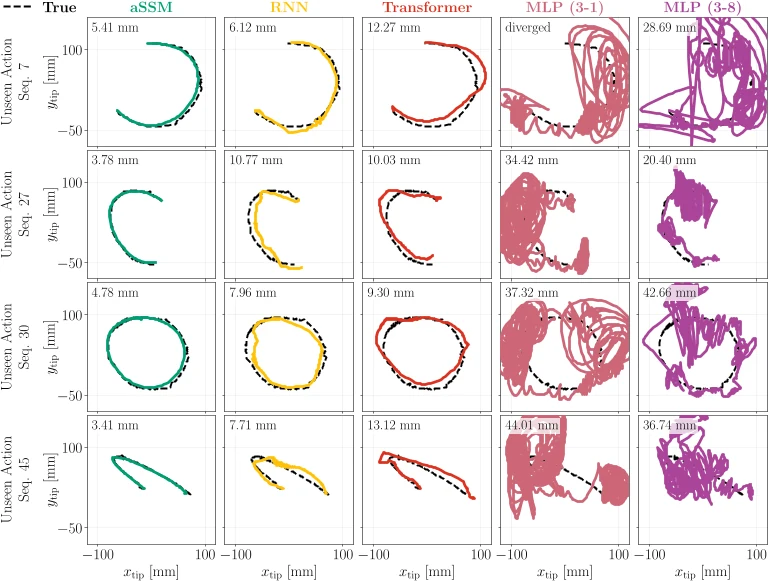 True aSSM RNN Transformer MLP (3-1) MLP (3-8)
Unseen Action
Seq. 7
y_tip [mm]
100
−50
5.41 mm
6.12 mm
12.27 mm
diverged
28.69 mm
Unseen Action
Seq. 27
y_tip [mm]
100
−50
3.78 mm
10.77 mm
10.03 mm
34.42 mm
20.40 mm
Unseen Action
Seq. 30
y_tip [mm]
100
−50
4.78 mm
7.96 mm
9.30 mm
37.32 mm
42.66 mm
Unseen Action
Seq. 45
y_tip [mm]
100
−50
3.41 mm
7.71 mm
13.12 mm
44.01 mm
36.74 mm
−100 100 −100 100 −100 100 −100 100 −100 100
x_tip [mm] x_tip [mm] x_tip [mm] x_tip [mm] x_tip [mm]